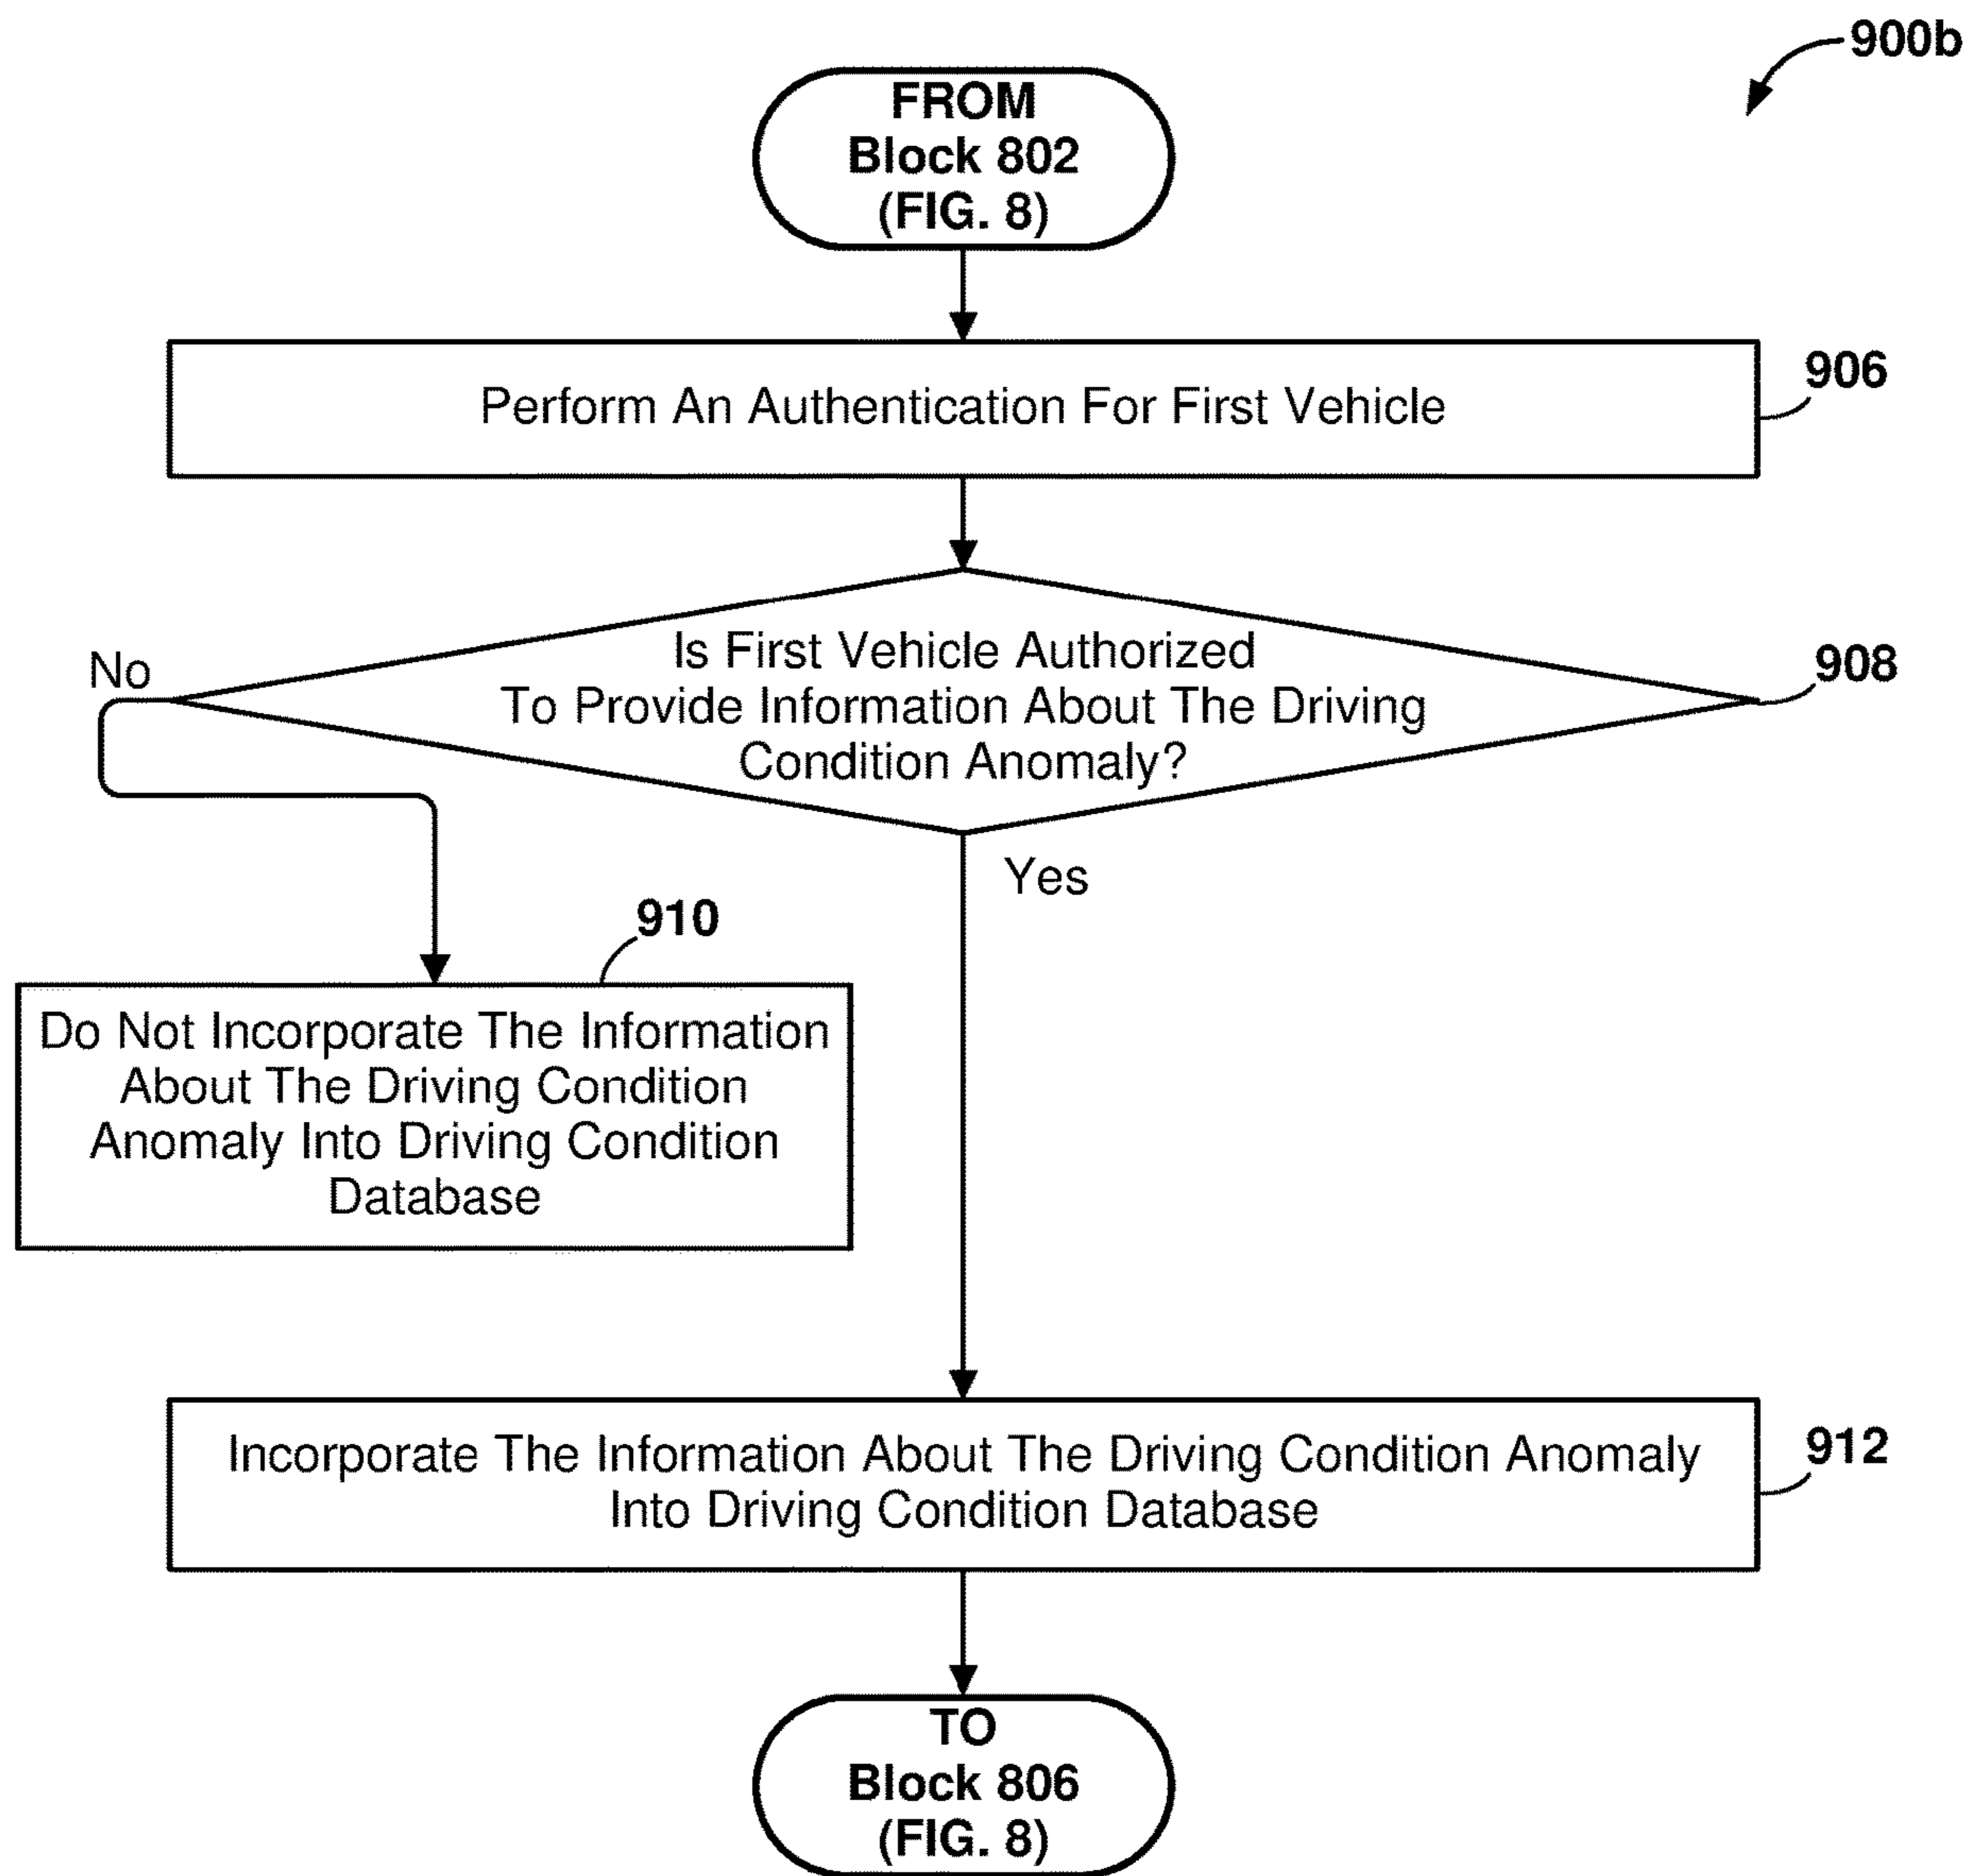 900b
FROM
Block 802
(FIG. 8)
Perform An Authentication For First Vehicle
906
Is First Vehicle Authorized
To Provide Information About The Driving
Condition Anomaly?
908
No
Yes
910
Do Not Incorporate The Information
About The Driving Condition
Anomaly Into Driving Condition
Database
Incorporate The Information About The Driving Condition Anomaly
Into Driving Condition Database
912
TO
Block 806
(FIG. 8)